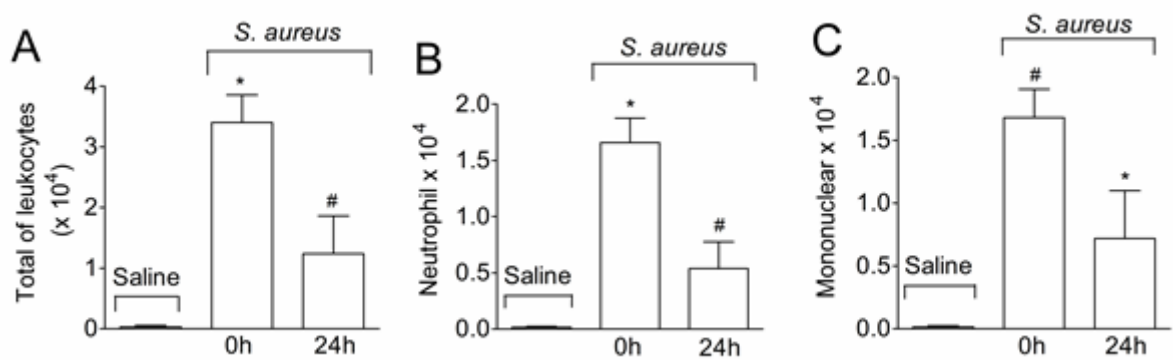 A
S. aureus
Total of leukocytes
(x 10⁴)
4
3
2
1
0
Saline
*
#
0h
24h
B
S. aureus
Neutrophil x 10⁴
2.0
1.5
1.0
0.5
0.0
Saline
*
#
0h
24h
C
S. aureus
Mononuclear x 10⁴
2.0
1.5
1.0
0.5
0.0
Saline
#
*
0h
24h